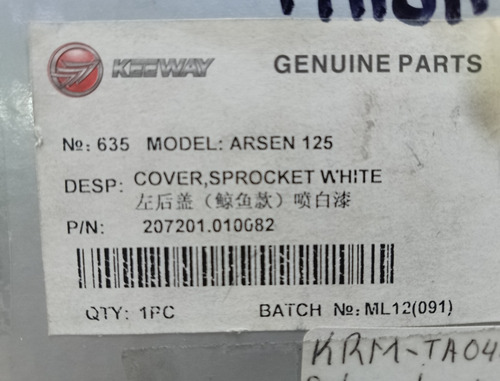 KEEWAY GENUINE PARTS
№: 635 MODEL: ARSEN 125
DESP: COVER,SPROCKET WHITE
左后盖（鲸鱼款）喷白漆
P/N: 207201.010082
QTY: 1PC BATCH №: ML12(091)
KRM-TA04